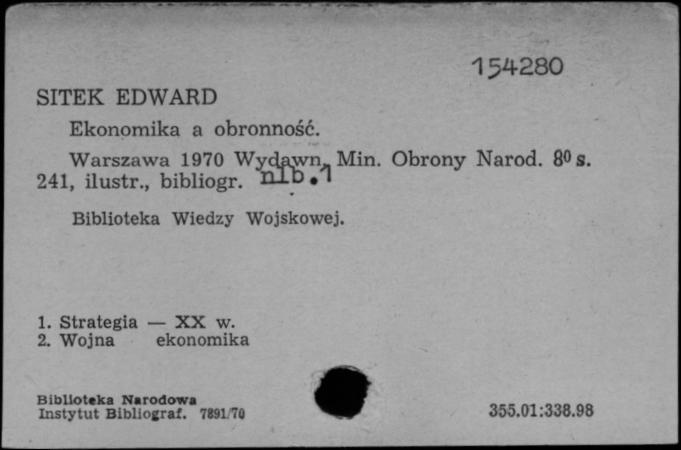 154280
SITEK EDWARD
Ekonomika a obronność.
Warszawa 1970 Wydawn. Min. Obrony Narod. 8⁰ s.
241, ilustr., bibliogr. nlb. 1
Biblioteka Wiedzy Wojskowej.
1. Strategia — XX w.
2. Wojna ekonomika
Biblioteka Narodowa
Instytut Bibliograf. 7891/70
355.01:338.98